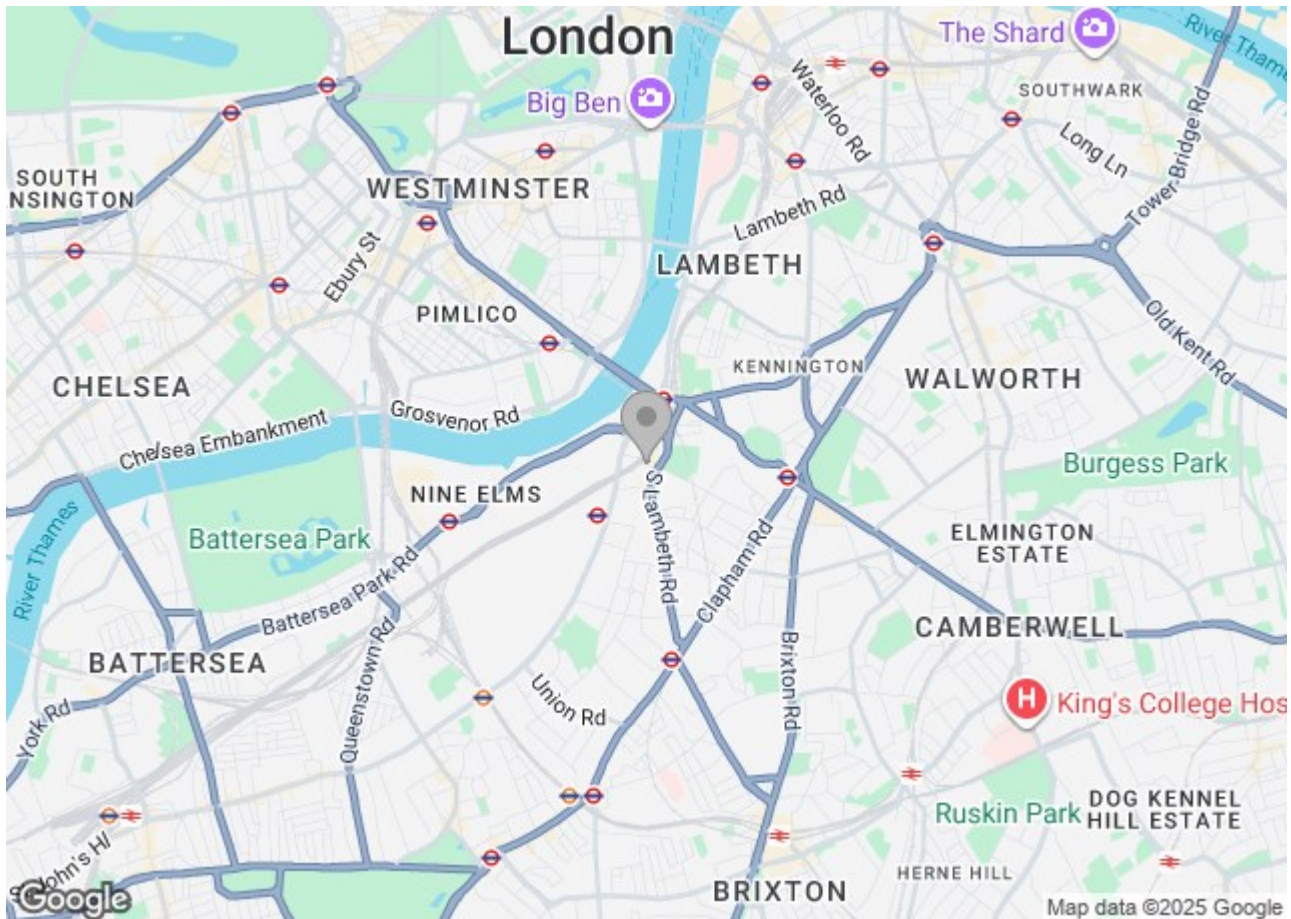 London
The Shard
River Thames
Big Ben
Waterloo Rd
SOUTHWARK
Long Ln
Tower Bridge Rd
SOUTH
NSINGTON
WESTMINSTER
Ebury St
Lambeth Rd
LAMBETH
PIMLICO
Old Kent Rd
KENNINGTON
CHELSEA
WALWORTH
Grosvenor Rd
Chelsea Embankment
Burgess Park
NINE ELMS
S Lambeth Rd
River Thames
Battersea Park
Clapham Rd
ELMINGTON
ESTATE
Battersea Park Rd
CAMBERWELL
BATTERSEA
Queenstown Rd
Brixton Rd
Union Rd
H
King's College Hos
York Rd
Ruskin Park
DOG KENNEL
HILL ESTATE
HERNE HILL
BRIXTON
Google
Map data ©2025 Google